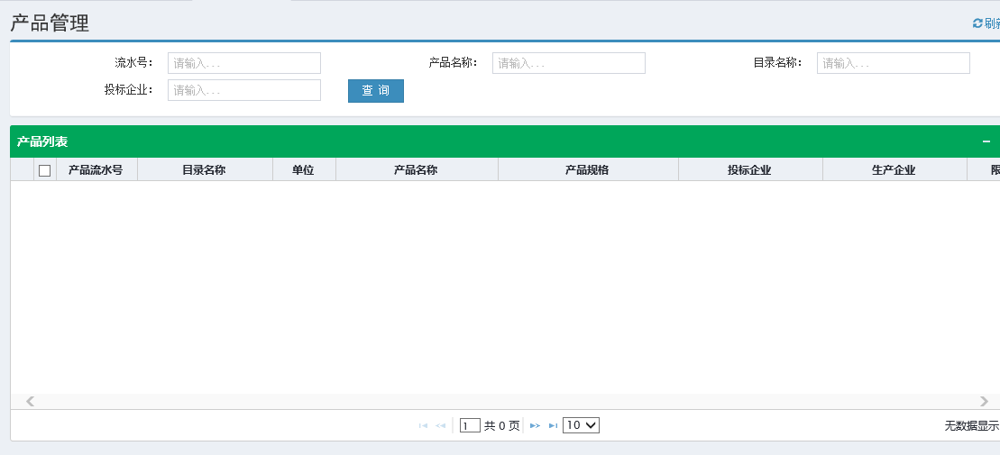 产品管理
刷新
流水号： 请输入... 产品名称： 请输入... 目录名称： 请输入...
投标企业： 请输入... 查 询
产品列表
产品流水号 目录名称 单位 产品名称 产品规格 投标企业 生产企业 限
1 共 0 页 10 无数据显示